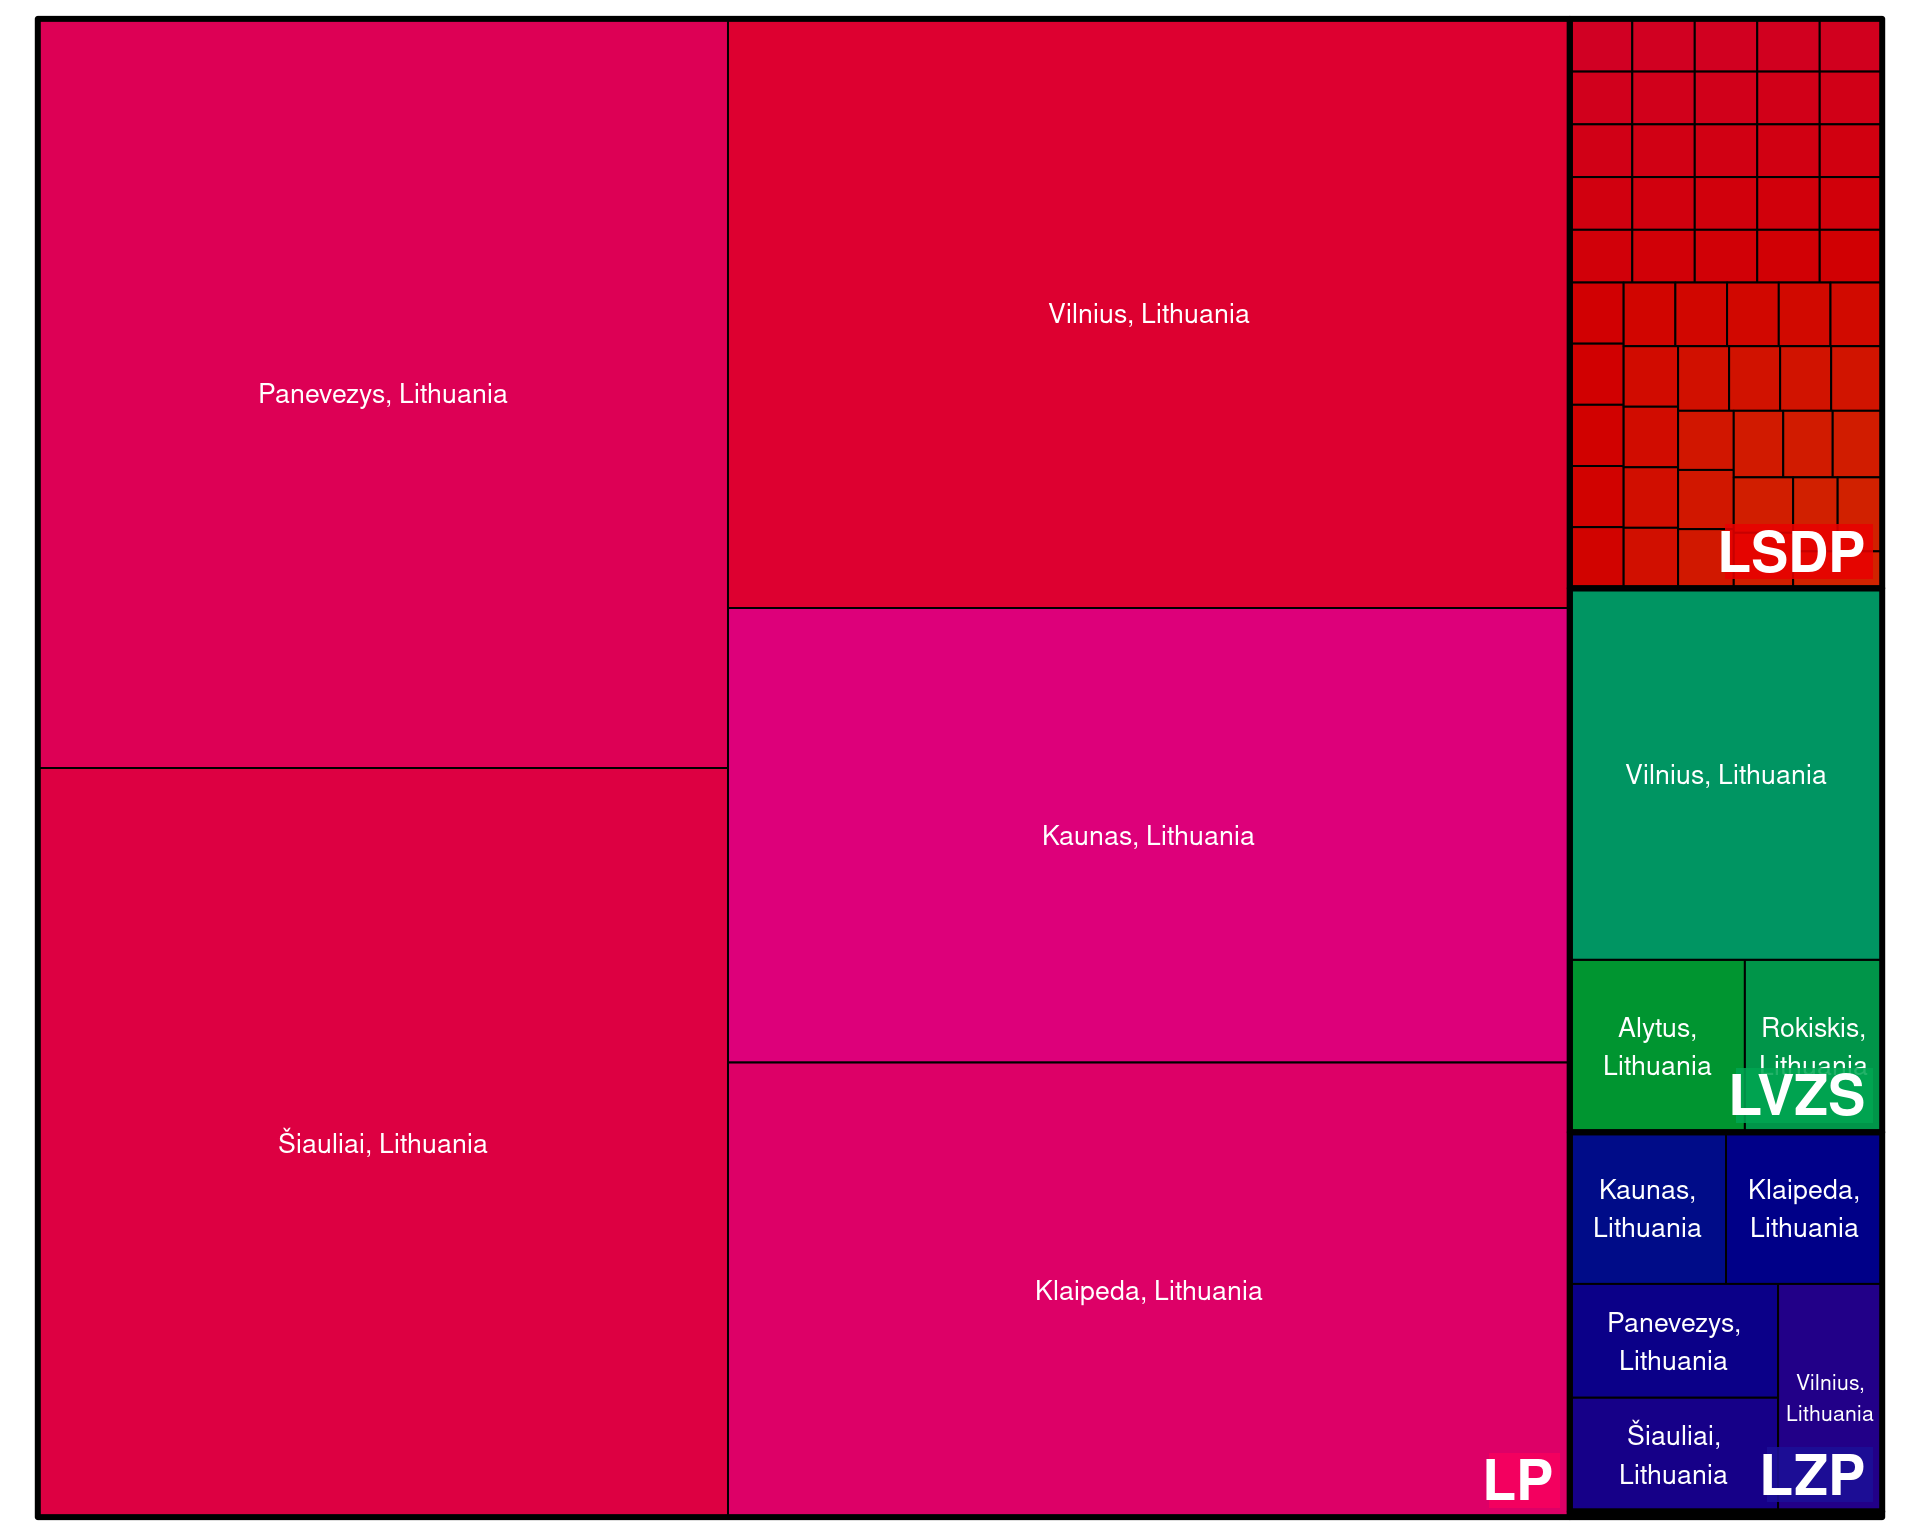 Panevezys, Lithuania
Šiauliai, Lithuania
Vilnius, Lithuania
Kaunas, Lithuania
Klaipeda, Lithuania
LP
LSDP
Vilnius, Lithuania
Alytus,
Lithuania
Rokiskis,
Lithuania
LVZS
Kaunas,
Lithuania
Klaipeda,
Lithuania
Panevezys,
Lithuania
Šiauliai,
Lithuania
Vilnius,
Lithuania
LZP